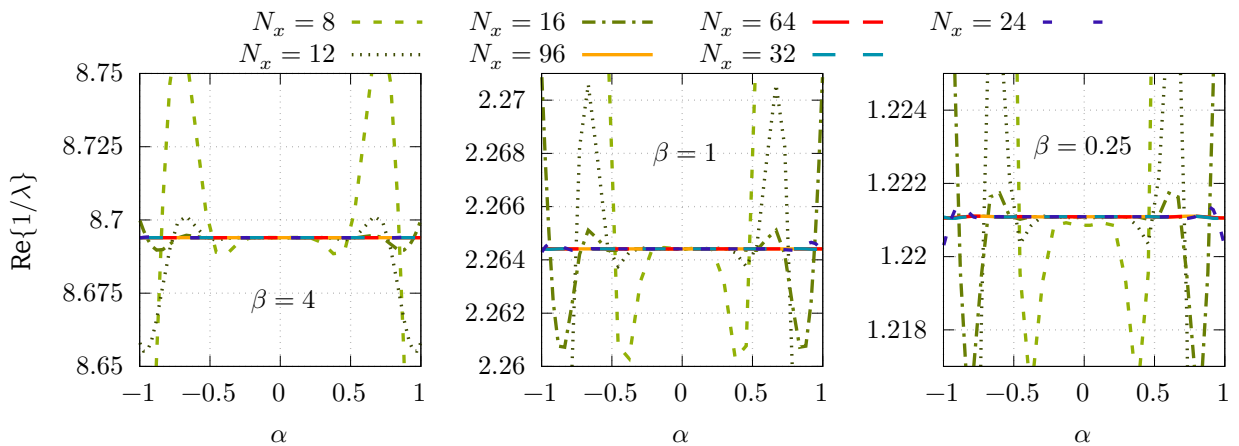 N_x = 8 N_x = 16 N_x = 64 N_x = 24
N_x = 12 N_x = 96 N_x = 32
Re{1/λ}
8.75
8.725
8.7
8.675
8.65
β = 4
−1 −0.5 0 0.5 1
α
2.27
2.268
2.266
2.264
2.262
2.26
β = 1
−1 −0.5 0 0.5 1
α
1.224
1.222
1.22
1.218
β = 0.25
−1 −0.5 0 0.5 1
α